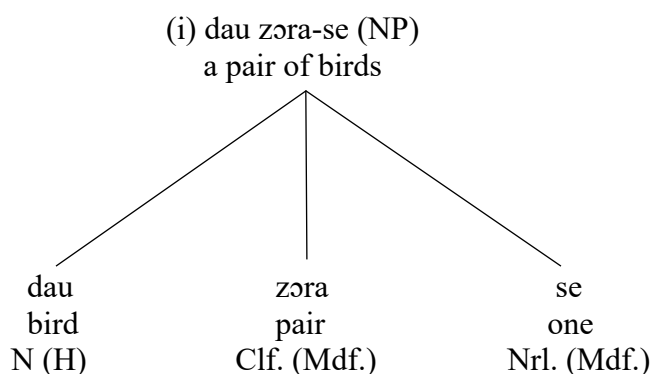 (i) dau zɔra-se (NP)
a pair of birds
dau zɔra se
bird pair one
N (H) Clf. (Mdf.) Nrl. (Mdf.)